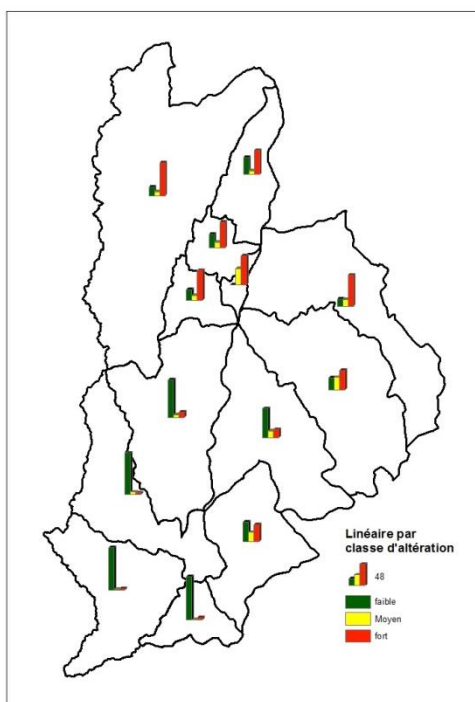 Linéaire par
classe d'altération
48
faible
Moyen
fort